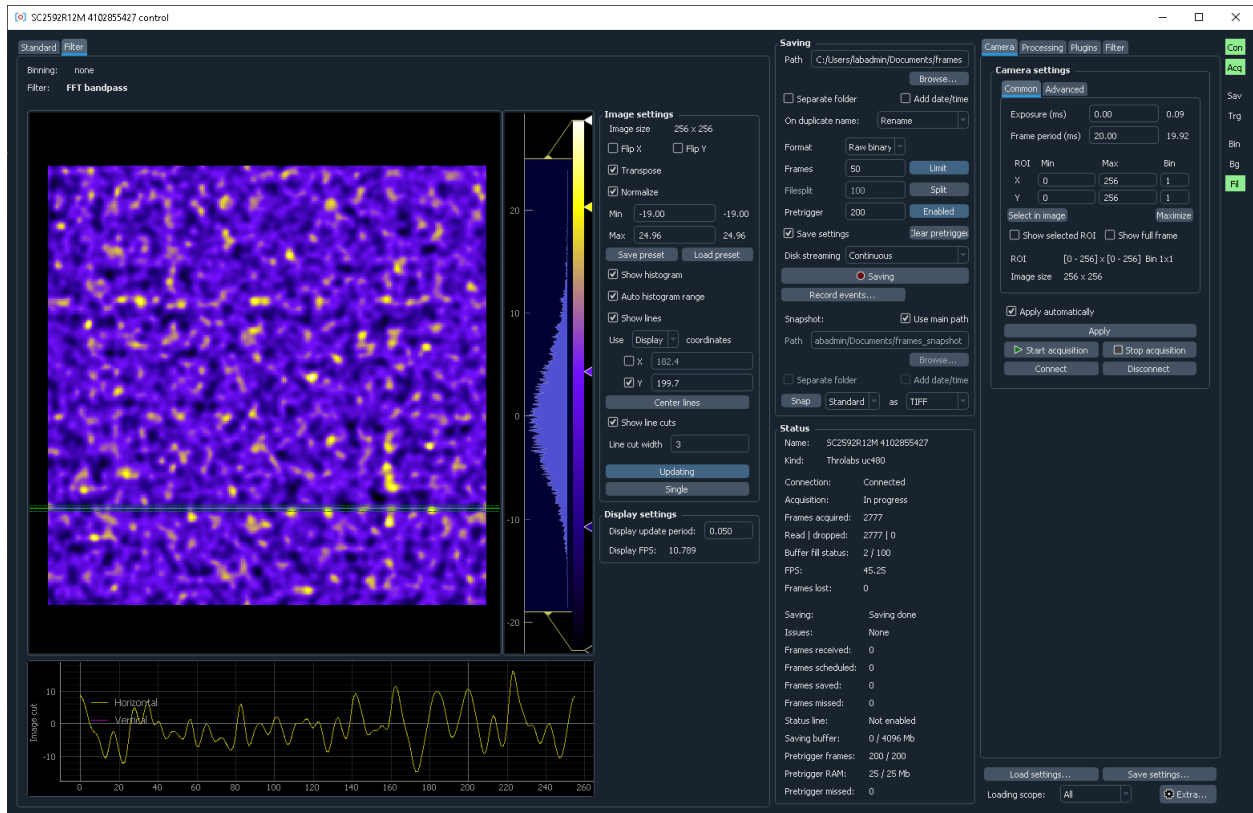 SC2592R12M 4102855427 control
Standard Filter
Binning: none
Filter: FFT bandpass
20
10
0
-10
-20
Image settings
Image size 256 x 256
Flip X Flip Y
Transpose
Normalize
Min -19.00 -19.00
Max 24.96 24.96
Save preset Load preset
Show histogram
Auto histogram range
Show lines
Use Display coordinates
X 182.4
Y 199.7
Center lines
Show line cuts
Line cut width 3
Updating
Single
Display settings
Display update period: 0.050
Display FPS: 10.789
Image cut
10
0
-10
Horizontal
Vertical
0 20 40 60 80 100 120 140 160 180 200 220 240 260
Saving
Path C:/Users/labadmin/Documents/frames
Browse...
Separate folder Add date/time
On duplicate name: Rename
Format Raw binary
Frames 50 Limit
Filesplit 100 Split
Pretrigger 200 Enabled
Save settings Clear pretrigger
Disk streaming Continuous
Saving
Record events...
Snapshot: Use main path
Path abadmin/Documents/frames_snapshot
Browse...
Separate folder Add date/time
Snap Standard as TIFF
Status
Name: SC2592R12M 4102855427
Kind: Throlabs uc480
Connection: Connected
Acquisition: In progress
Frames acquired: 2777
Read | dropped: 2777 | 0
Buffer fill status: 2 / 100
FPS: 45.25
Frames lost: 0
Saving: Saving done
Issues: None
Frames received: 0
Frames scheduled: 0
Frames saved: 0
Frames missed: 0
Status line: Not enabled
Saving buffer: 0 / 4096 Mb
Pretrigger frames: 200 / 200
Pretrigger RAM: 25 / 25 Mb
Pretrigger missed: 0
Camera Processing Plugins Filter
Camera settings
Common Advanced
Exposure (ms) 0.00 0.09
Frame period (ms) 20.00 19.92
ROI Min Max Bin
X 0 256 1
Y 0 256 1
Select in image Maximize
Show selected ROI Show full frame
ROI [0 - 256] x [0 - 256] Bin 1x1
Image size 256 x 256
Apply automatically
Apply
Start acquisition Stop acquisition
Connect Disconnect
Load settings... Save settings...
Loading scope: All Extra...
Con
Acq
Sav
Trg
Bin
Bg
Fil